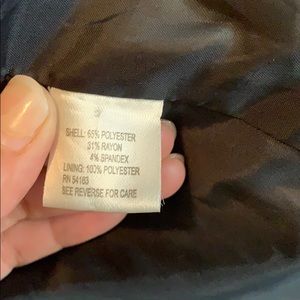 SHELL: 65% POLYESTER
31% RAYON
4% SPANDEX
LINING: 100% POLYESTER
RN 54163
SEE REVERSE FOR CARE